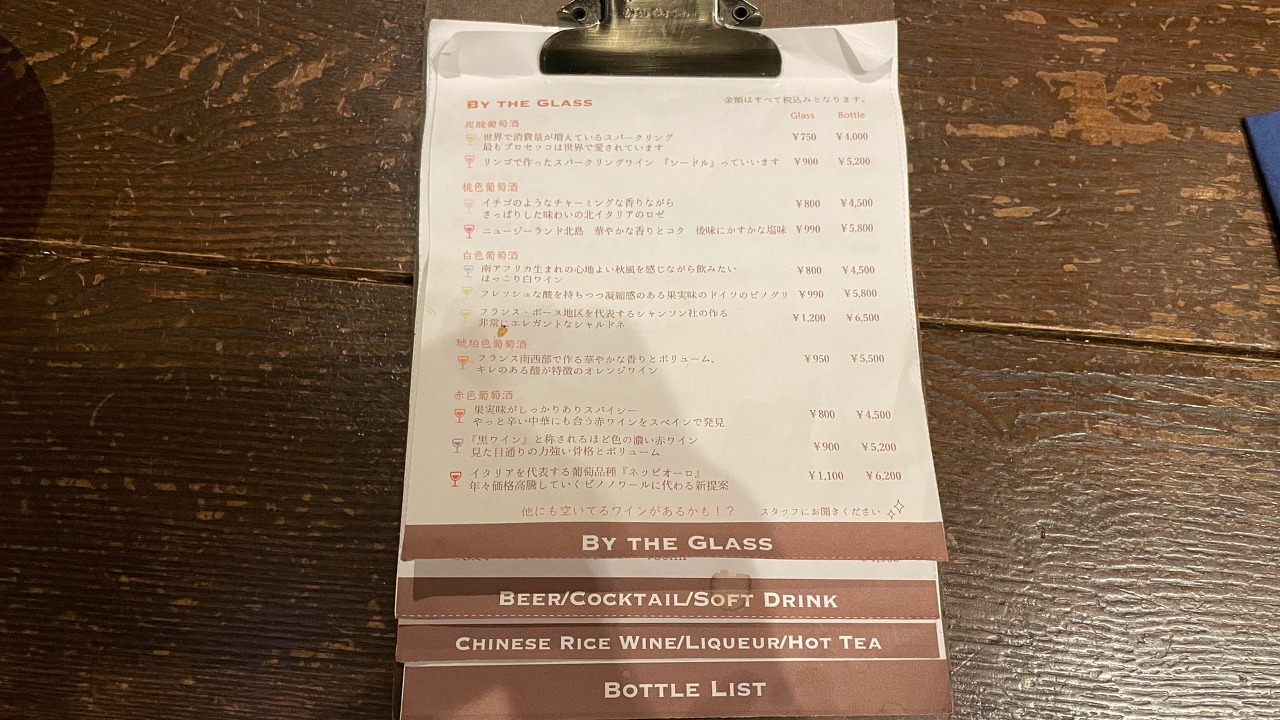 BY THE GLASS
金額はすべて税込みとなります。
Glass Bottle
炭酸葡萄酒
世界で消費量が増えているスパークリング
最もプロセッコは世界で愛されています
￥750 ￥4,000
リンゴで作ったスパークリングワイン 『シードル』っていいます ￥900 ￥5,200
桃色葡萄酒
イチゴのようなチャーミングな香りながら
さっぱりした味わいの北イタリアのロゼ
￥800 ￥4,500
ニュージーランド北島 華やかな香りとコク 後味にかすかな塩味 ￥990 ￥5,800
白色葡萄酒
南アフリカ生まれの心地よい秋風を感じながら飲みたい
ほっこり白ワイン
￥800 ￥4,500
フレッシュな酸を持ちつつ凝縮感のある果実味のドイツのピノグリ ￥990 ￥5,800
フランス・ボーヌ地区を代表するシャンソン社の作る
非常にエレガントなシャルドネ
￥1,200 ￥6,500
琥珀色葡萄酒
フランス南西部で作る華やかな香りとボリューム、
キレのある酸が特徴のオレンジワイン
￥950 ￥5,500
赤色葡萄酒
果実味がしっかりありスパイシー
やっと辛い中華にも合う赤ワインをスペインで発見
￥800 ￥4,500
『黒ワイン』と称されるほど色の濃い赤ワイン
見た目通りの力強い骨格とボリューム
￥900 ￥5,200
イタリアを代表する葡萄品種『ネッビオーロ』
年々価格高騰していくピノノワールに代わる新提案
￥1,100 ￥6,200
他にも空いてるワインがあるかも！？ スタッフにお聞きください
BY THE GLASS
BEER/COCKTAIL/SOFT DRINK
CHINESE RICE WINE/LIQUEUR/HOT TEA
BOTTLE LIST